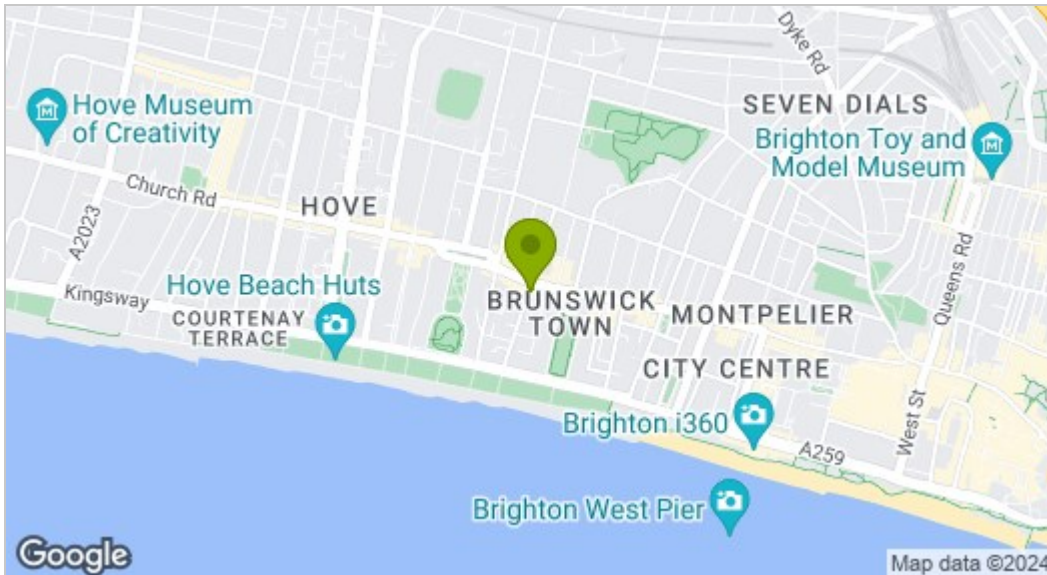 Dyke Rd
SEVEN DIALS
Hove Museum
of Creativity
Brighton Toy and
Model Museum
Church Rd
HOVE
A2023
Queens Rd
Hove Beach Huts
Kingsway
COURTENAY
TERRACE
BRUNSWICK
TOWN
MONTPELIER
CITY CENTRE
Brighton i360
West St
A259
Brighton West Pier
Google
Map data ©2024